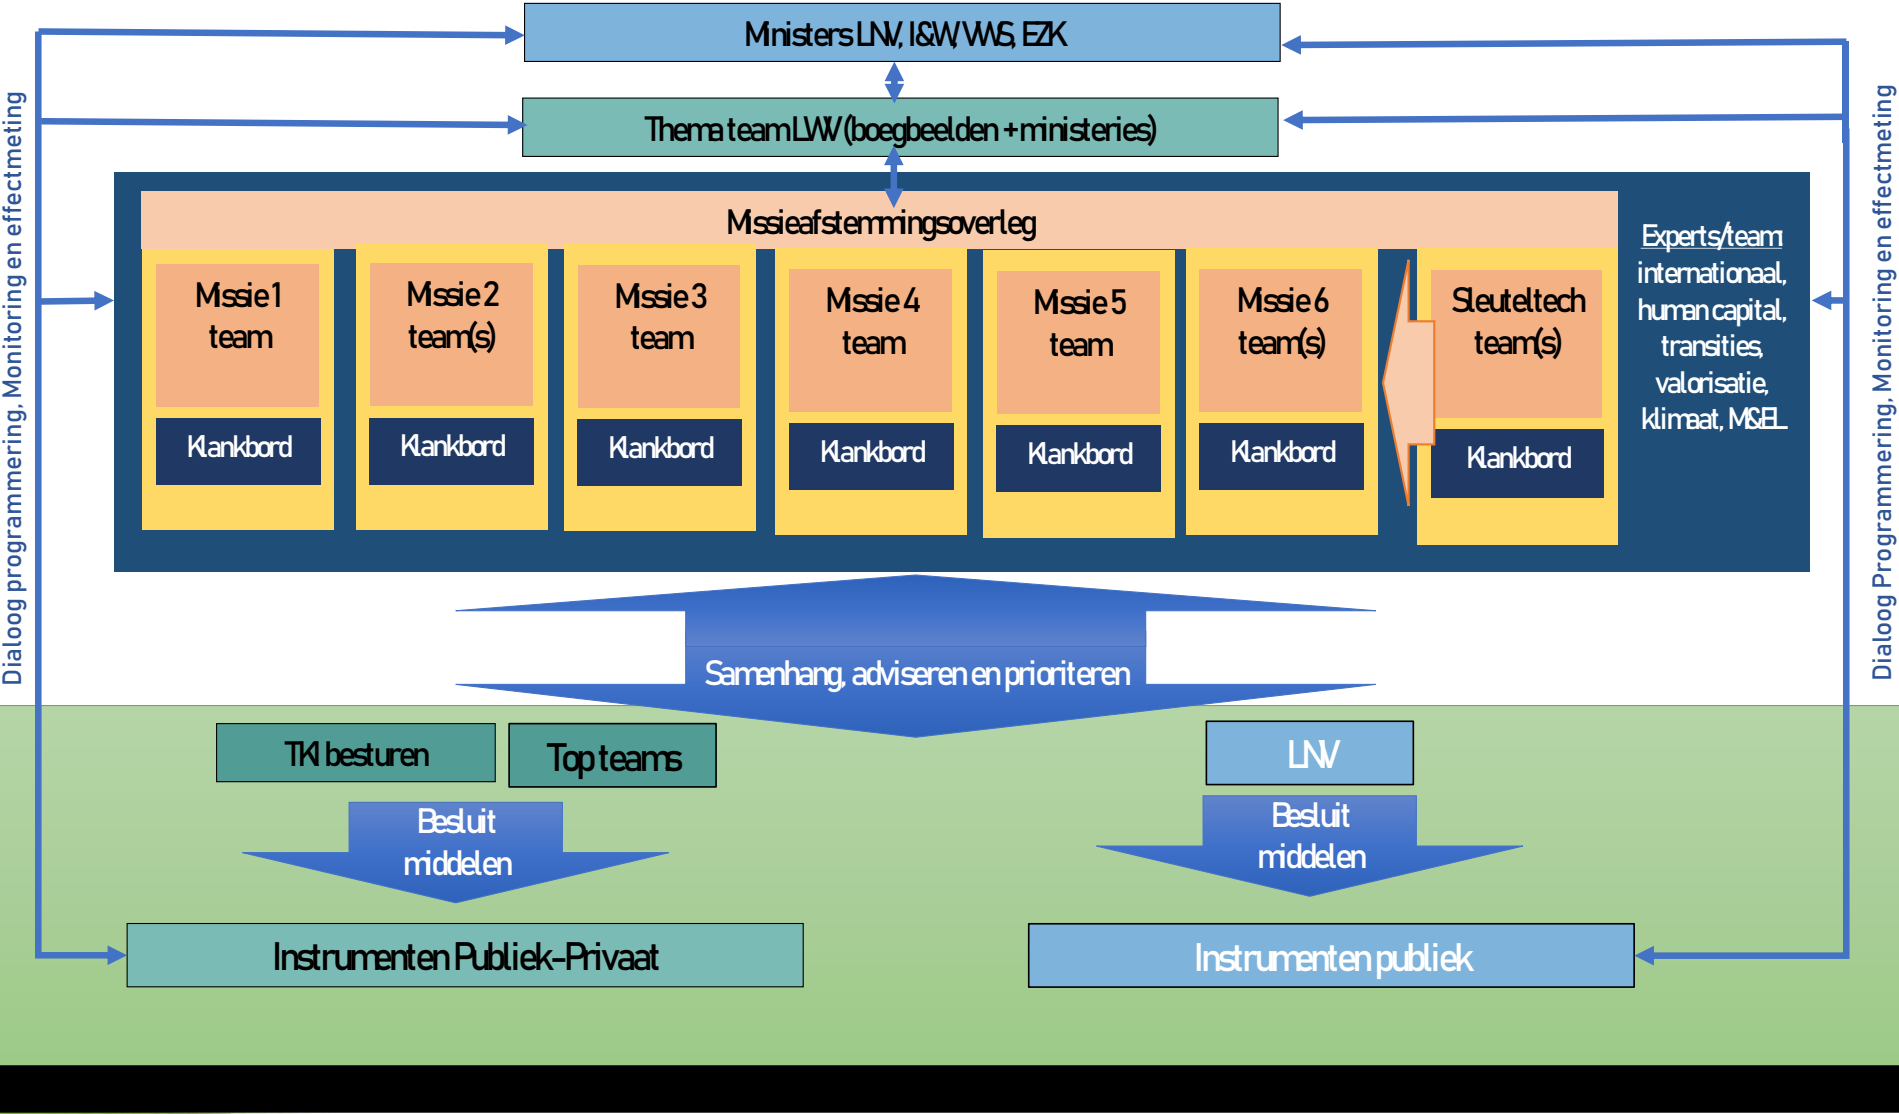 Ministers LNV, I&W, VWS, EZK
Thema team LWV (boegbeelden + ministeries)
Missieafstemmingsoverleg
Missie 1
team
Klankbord
Missie 2
team(s)
Klankbord
Missie 3
team
Klankbord
Missie 4
team
Klankbord
Missie 5
team
Klankbord
Missie 6
team(s)
Klankbord
Sleuteltech
team(s)
Klankbord
Experts/team:
internationaal,
human capital,
transities,
valorisatie,
klimaat, M&EL
Dialoog programmering, Monitoring en effectmeting
Dialoog Programmering, Monitoring en effectmeting
Samenhang, adviseren en prioriteren
TKI besturen
Top teams
LNV
Besluit
middelen
Besluit
middelen
Instrumenten Publiek-Privaat
Instrumenten publiek